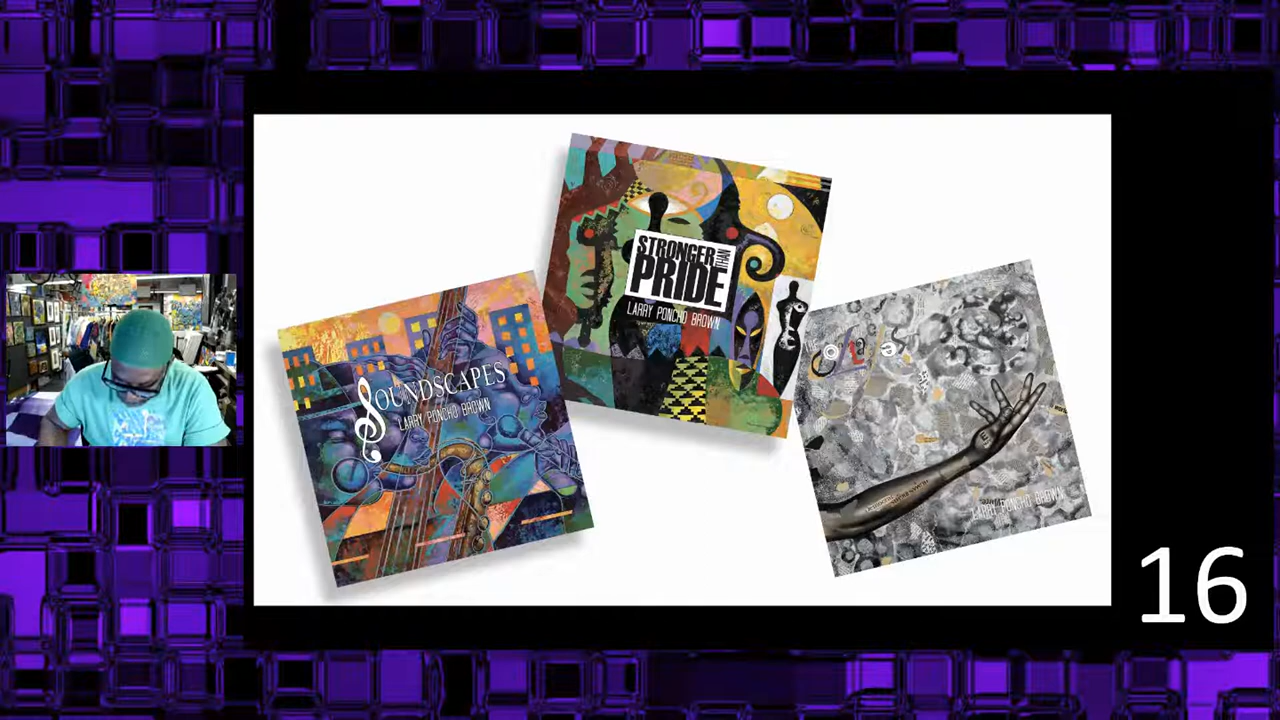 STRONGER THAN
PRIDE
LARRY PONCHO BROWN
SOUNDSCAPES
LARRY PONCHO BROWN
LARRY PONCHO BROWN
16